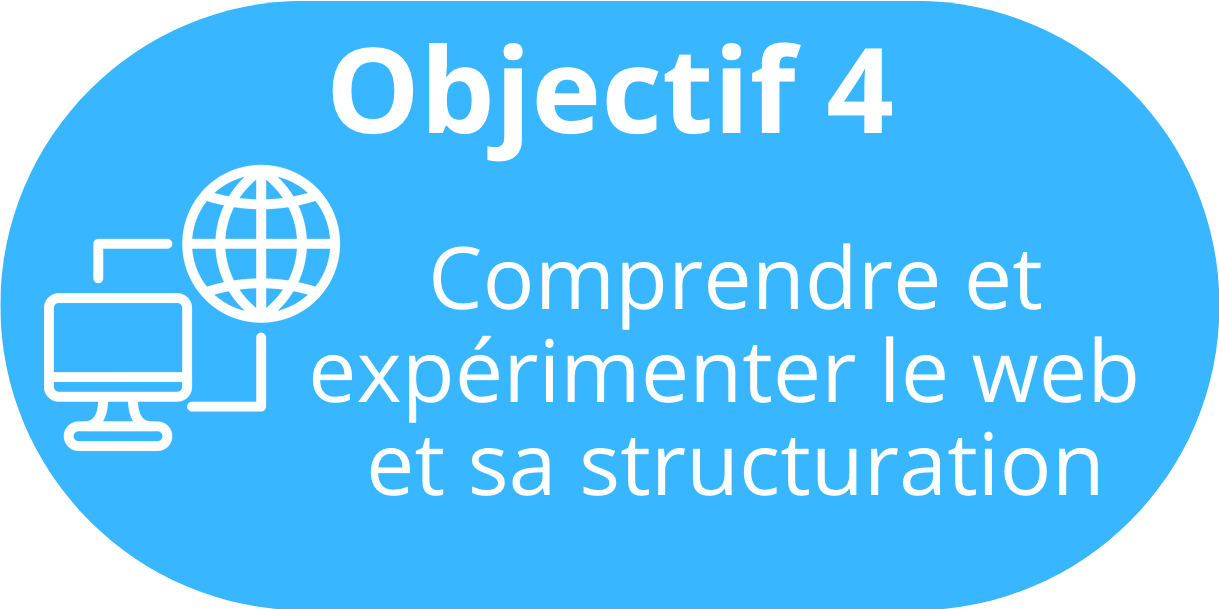 Objectif 4
Comprendre et
expérimenter le web
et sa structuration